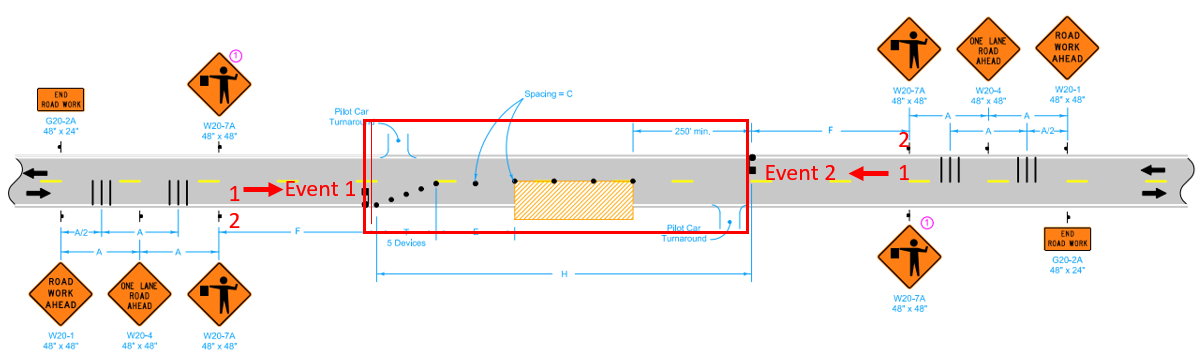 1
W20-7A
48" x 48"
W20-7A
48" x 48"
ONE LANE
ROAD
AHEAD
W20-4
48" x 48"
ROAD
WORK
AHEAD
W20-1
48" x 48"
END
ROAD WORK
G20-2A
48" x 24"
Spacing = C
Pilot Car
Turnaround
250' min.
F
A
A
A
A/2
2
1
Event 1
Event 2
1
2
A/2
A
A
A
F
T
5 Devices
E
Pilot Car
Turnaround
H
1
W20-7A
48" x 48"
END
ROAD WORK
G20-2A
48" x 24"
ROAD
WORK
AHEAD
W20-1
48" x 48"
ONE LANE
ROAD
AHEAD
W20-4
48" x 48"
W20-7A
48" x 48"